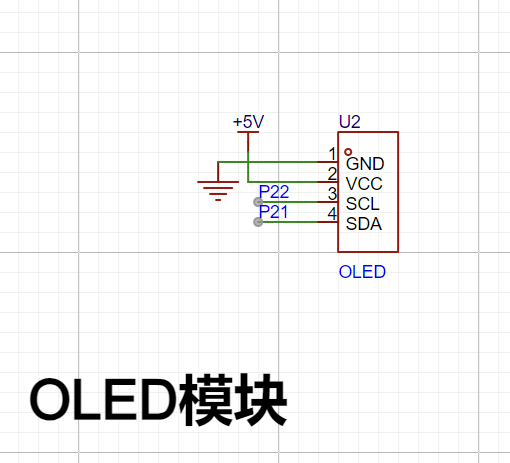 +5V
U2
1 GND
2 VCC
P22 3 SCL
P21 4 SDA
OLED
OLED模块